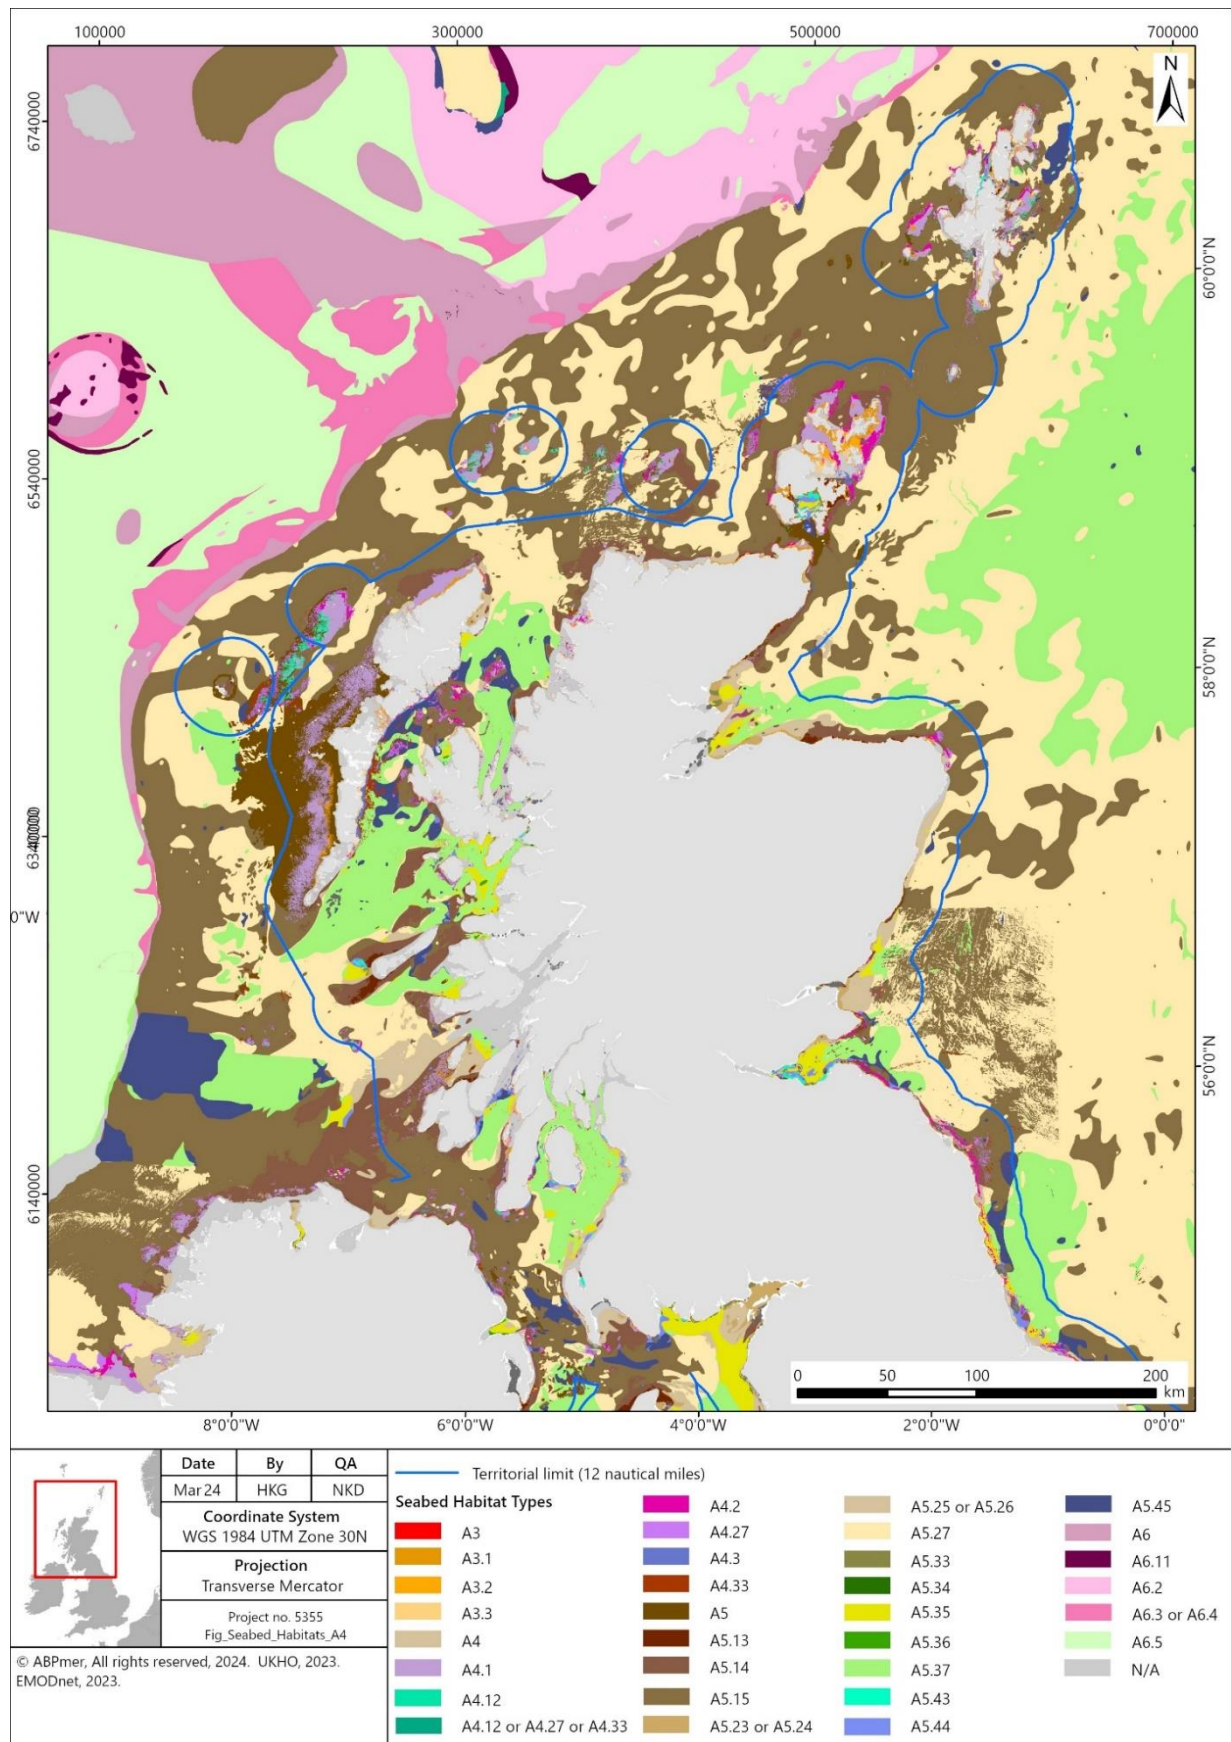 100000 300000 500000 700000
N
6740000
60°0'0"N
6540000
58°0'0"N
0"W
56°0'0"N
6140000
0 50 100 200
km
8°0'0"W 6°0'0"W 4°0'0"W 2°0'0"W 0°0'0"
Date By QA
Mar 24 HKG NKD
Coordinate System
WGS 1984 UTM Zone 30N
Projection
Transverse Mercator
Project no. 5355
Fig_Seabed_Habitats_A4
© ABPmer, All rights reserved, 2024. UKHO, 2023.
EMODnet, 2023.
Territorial limit (12 nautical miles)
Seabed Habitat Types
A3
A3.1
A3.2
A3.3
A4
A4.1
A4.12
A4.12 or A4.27 or A4.33
A4.2
A4.27
A4.3
A4.33
A5
A5.13
A5.14
A5.15
A5.23 or A5.24
A5.25 or A5.26
A5.27
A5.33
A5.34
A5.35
A5.36
A5.37
A5.43
A5.44
A5.45
A6
A6.11
A6.2
A6.3 or A6.4
A6.5
N/A